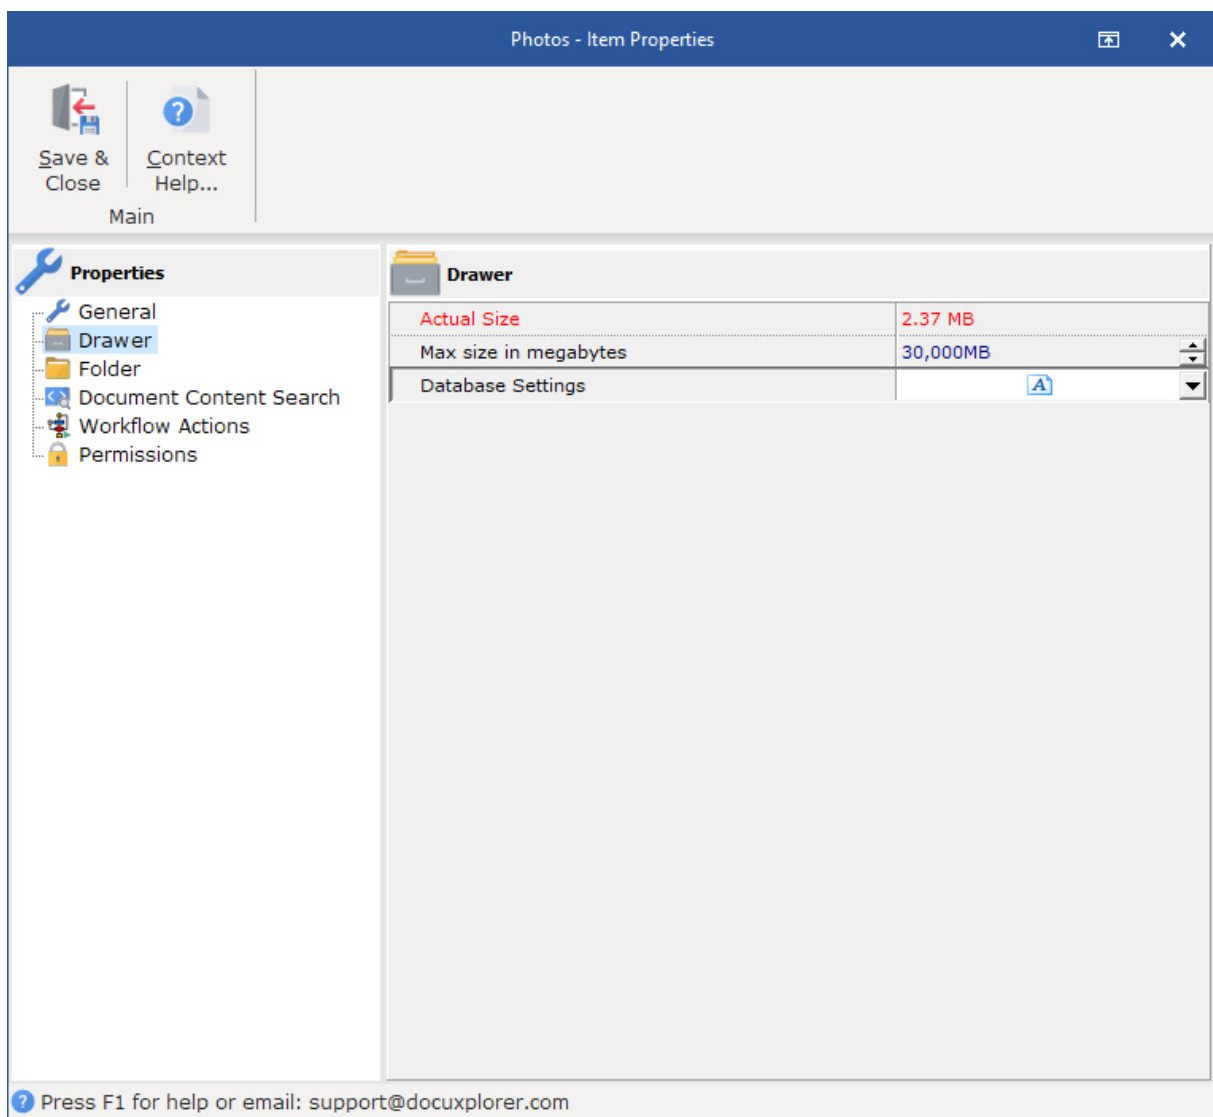 Photos - Item Properties
Save &
Close
Context
Help...
Main
Properties
General
Drawer
Folder
Document Content Search
Workflow Actions
Permissions
Drawer
Actual Size 2.37 MB
Max size in megabytes 30,000MB
Database Settings A
Press F1 for help or email: support@docuxplorer.com